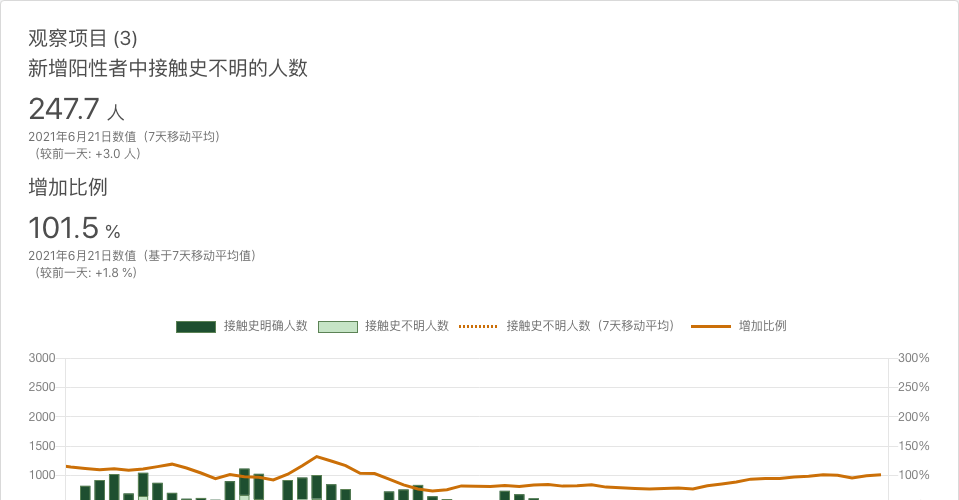 观察项目 (3)
新增阳性者中接触史不明的人数
247.7 人
2021年6月21日数值（7天移动平均）
（较前一天: +3.0 人）
增加比例
101.5 %
2021年6月21日数值（基于7天移动平均值）
（较前一天: +1.8 %）
接触史明确人数 接触史不明人数 接触史不明人数（7天移动平均） 增加比例
3000 300%
2500 250%
2000 200%
1500 150%
1000 100%